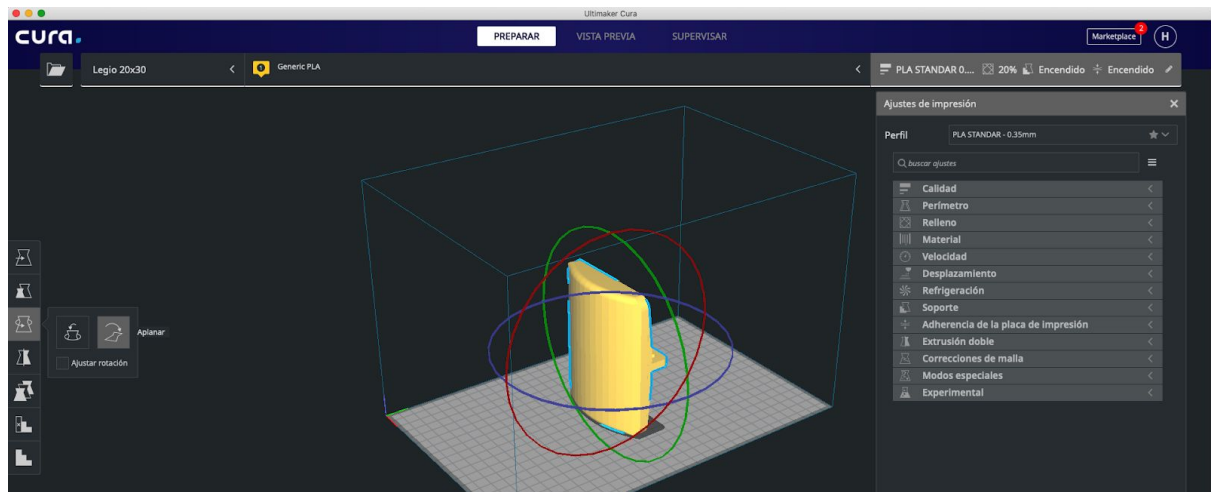 Ultimaker Cura
cura.
PREPARAR VISTA PREVIA SUPERVISAR
Marketplace 2 H
Legio 20x30
1 Generic PLA
PLA STANDAR 0.... 20% Encendido Encendido
Ajustes de impresión
Perfil PLA STANDAR - 0.35mm
buscar ajustes
Calidad
Perímetro
Relleno
Material
Velocidad
Desplazamiento
Refrigeración
Soporte
Adherencia de la placa de impresión
Extrusión doble
Correcciones de malla
Modos especiales
Experimental
Aplanar
Ajustar rotación